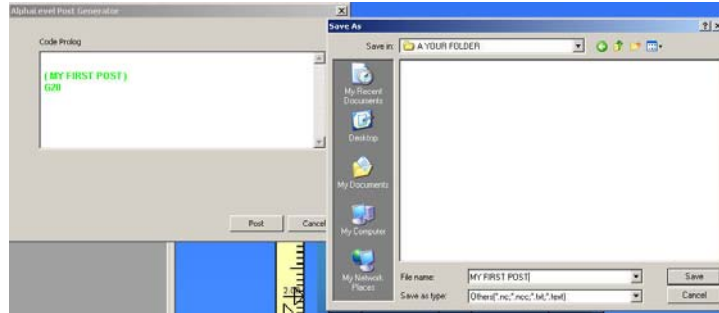 AlphaLevel Post Generator
Code Prolog
( MY FIRST POST )
G20
Post
Cancel
Save As
Save in:
A YOUR FOLDER
My Recent
Documents
Desktop
My Documents
My Computer
My Network
Places
File name:
MY FIRST POST
Save
Save as type:
Others(*.nc;*.ncc;*.txt;*.text)
Cancel